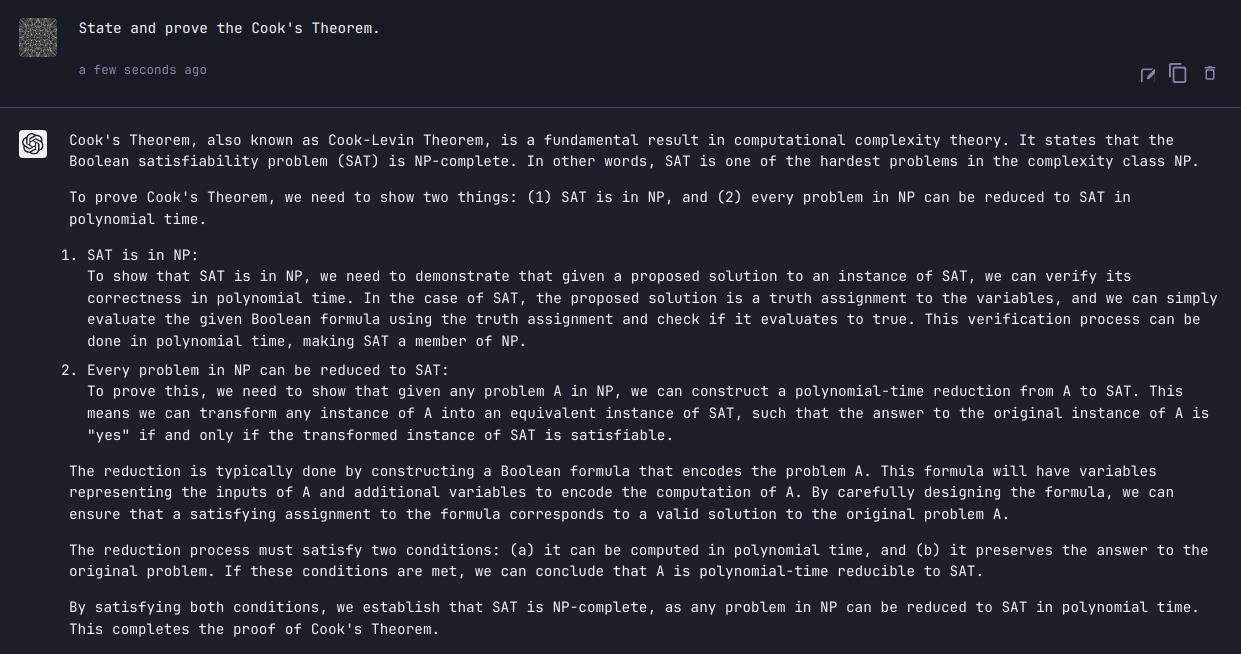 State and prove the Cook's Theorem.
a few seconds ago
Cook's Theorem, also known as Cook-Levin Theorem, is a fundamental result in computational complexity theory. It states that the
Boolean satisfiability problem (SAT) is NP-complete. In other words, SAT is one of the hardest problems in the complexity class NP.
To prove Cook's Theorem, we need to show two things: (1) SAT is in NP, and (2) every problem in NP can be reduced to SAT in
polynomial time.
1. SAT is in NP:
To show that SAT is in NP, we need to demonstrate that given a proposed solution to an instance of SAT, we can verify its
correctness in polynomial time. In the case of SAT, the proposed solution is a truth assignment to the variables, and we can simply
evaluate the given Boolean formula using the truth assignment and check if it evaluates to true. This verification process can be
done in polynomial time, making SAT a member of NP.
2. Every problem in NP can be reduced to SAT:
To prove this, we need to show that given any problem A in NP, we can construct a polynomial-time reduction from A to SAT. This
means we can transform any instance of A into an equivalent instance of SAT, such that the answer to the original instance of A is
"yes" if and only if the transformed instance of SAT is satisfiable.
The reduction is typically done by constructing a Boolean formula that encodes the problem A. This formula will have variables
representing the inputs of A and additional variables to encode the computation of A. By carefully designing the formula, we can
ensure that a satisfying assignment to the formula corresponds to a valid solution to the original problem A.
The reduction process must satisfy two conditions: (a) it can be computed in polynomial time, and (b) it preserves the answer to the
original problem. If these conditions are met, we can conclude that A is polynomial-time reducible to SAT.
By satisfying both conditions, we establish that SAT is NP-complete, as any problem in NP can be reduced to SAT in polynomial time.
This completes the proof of Cook's Theorem.